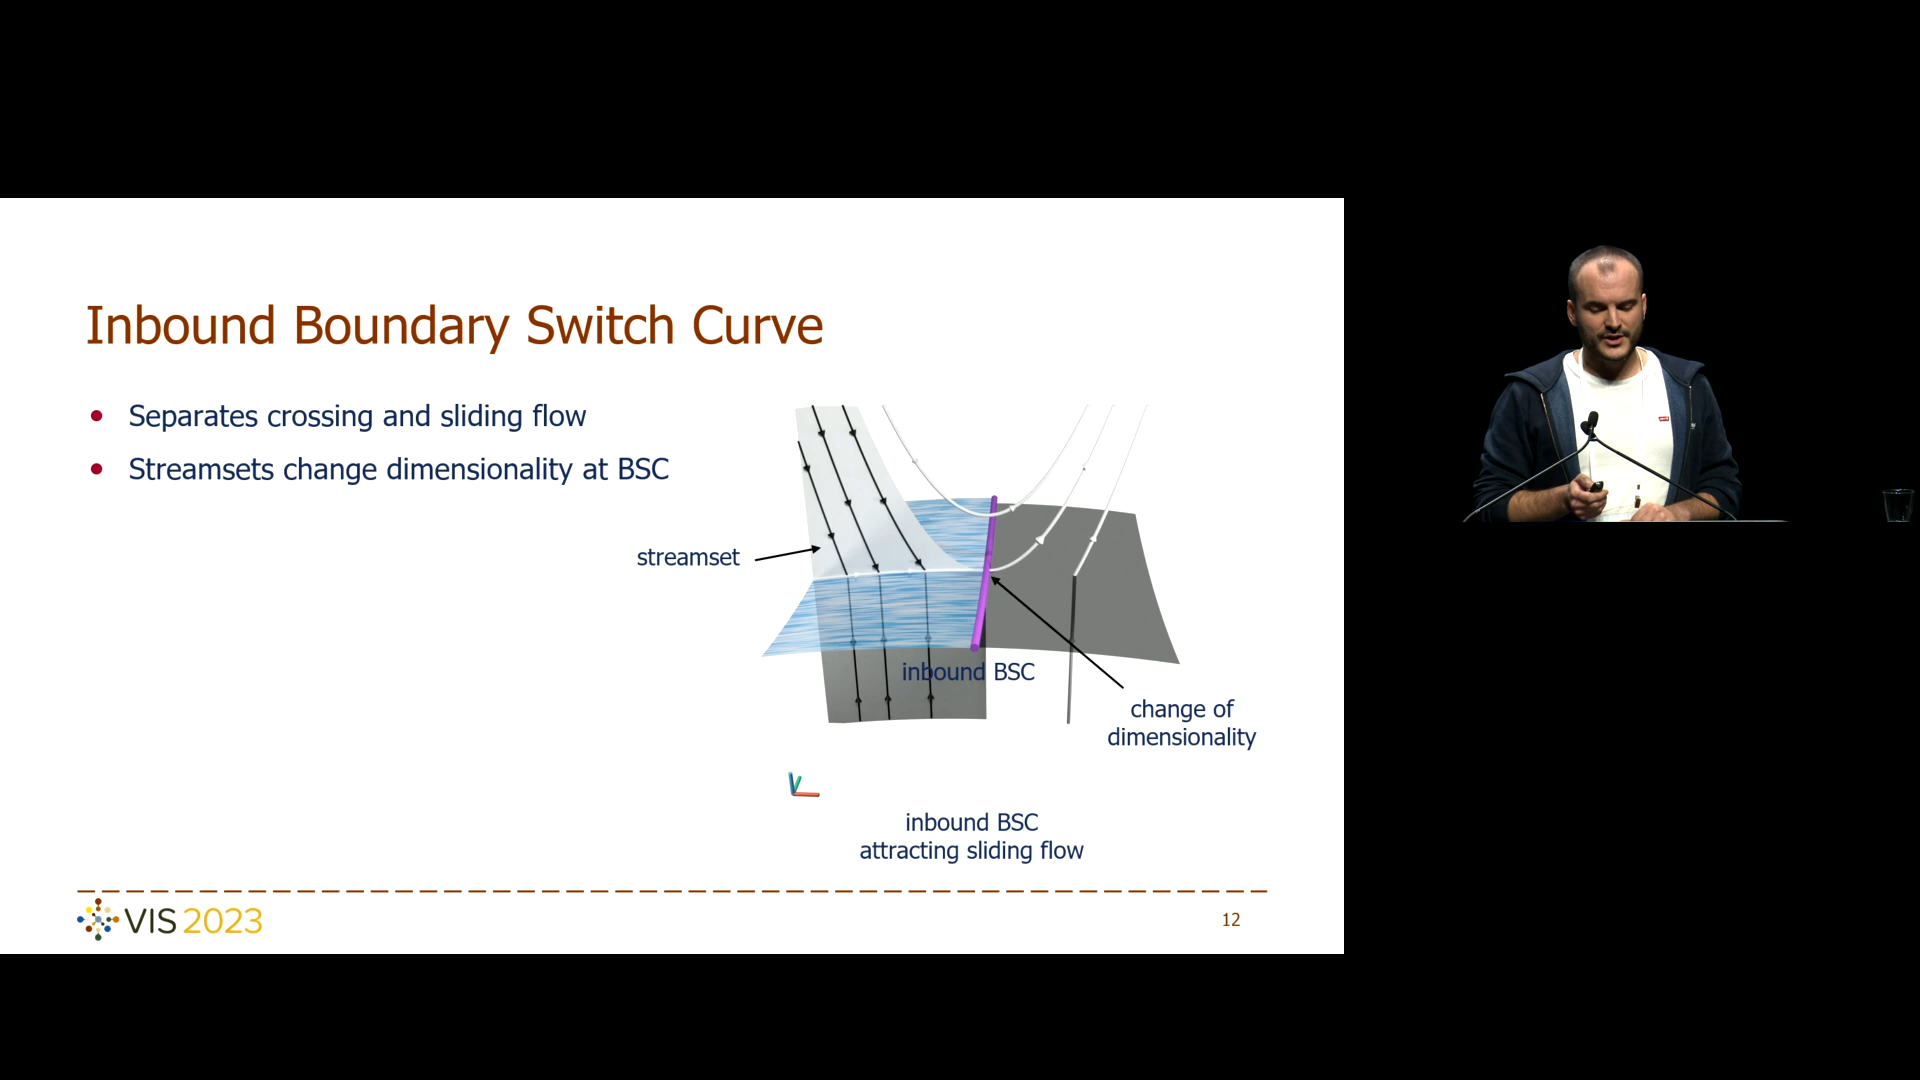 Inbound Boundary Switch Curve
• Separates crossing and sliding flow
• Streamsets change dimensionality at BSC
streamset
inbound BSC
change of
dimensionality
inbound BSC
attracting sliding flow
VIS 2023
12